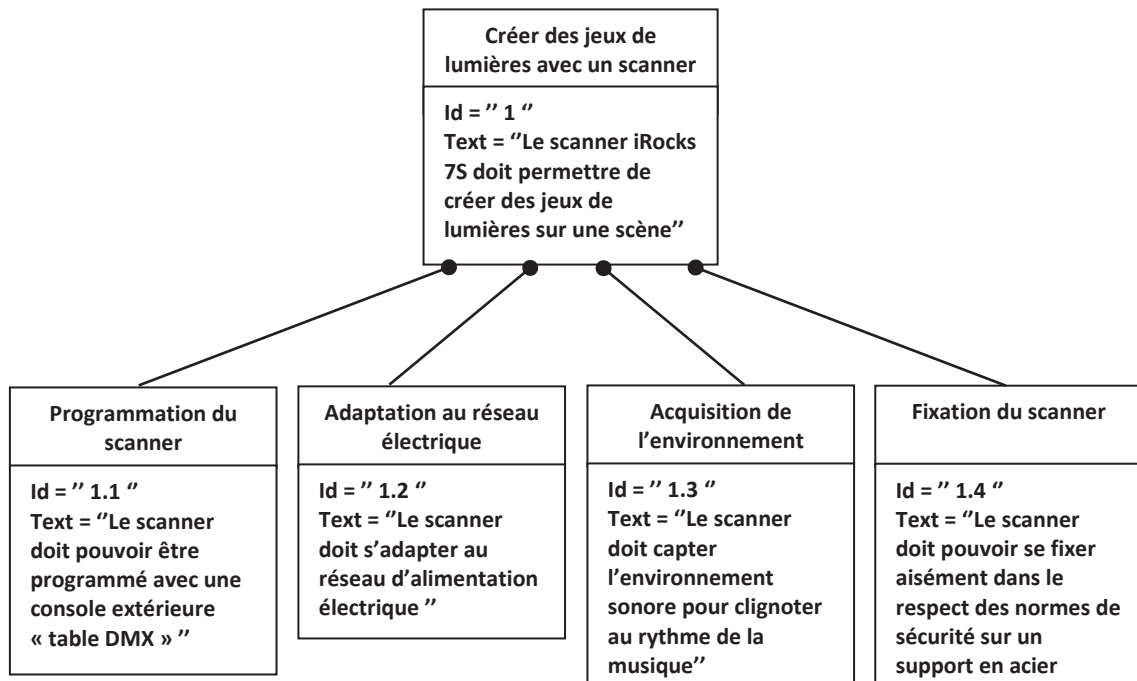 Créer des jeux de
lumières avec un scanner
Id = ’’ 1 ‘’
Text = ‘’Le scanner iRocks
7S doit permettre de
créer des jeux de
lumières sur une scène’’
Programmation du
scanner
Id = ’’ 1.1 ‘’
Text = ‘’Le scanner
doit pouvoir être
programmé avec une
console extérieure
« table DMX » ’’
Adaptation au réseau
électrique
Id = ’’ 1.2 ‘’
Text = ‘’Le scanner
doit s’adapter au
réseau d’alimentation
électrique ’’
Acquisition de
l’environnement
Id = ’’ 1.3 ‘’
Text = ‘’Le scanner
doit capter
l’environnement
sonore pour clignoter
au rythme de la
musique’’
Fixation du scanner
Id = ’’ 1.4 ‘’
Text = ‘’Le scanner
doit pouvoir se fixer
aisément dans le
respect des normes de
sécurité sur un
support en acier